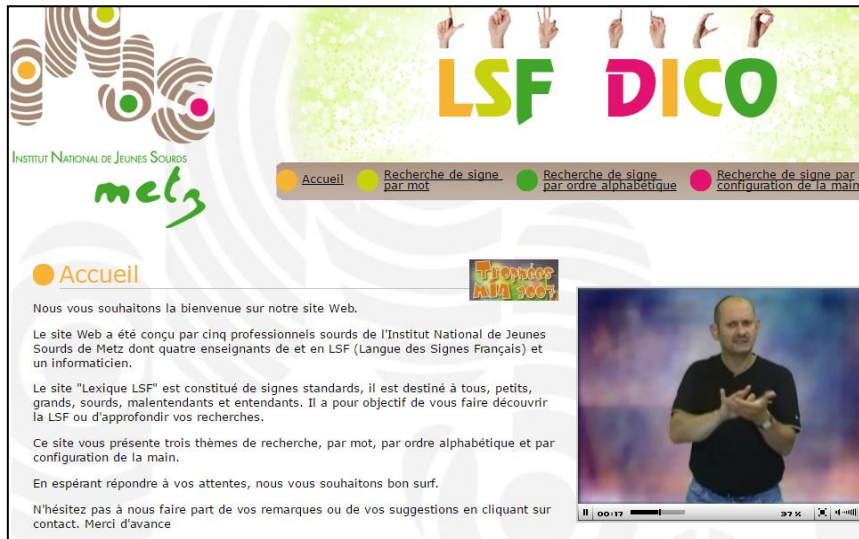 LSF DICO
INSTITUT NATIONAL DE JEUNES SOURDS
metz
Accueil
Recherche de signe
par mot
Recherche de signe
par ordre alphabétique
Recherche de signe par
configuration de la main
Accueil
Trophées
MIA 2007
Nous vous souhaitons la bienvenue sur notre site Web.
Le site Web a été conçu par cinq professionnels sourds de l'Institut National de Jeunes
Sourds de Metz dont quatre enseignants de et en LSF (Langue des Signes Français) et
un informaticien.
Le site "Lexique LSF" est constitué de signes standards, il est destiné à tous, petits,
grands, sourds, malentendants et entendants. Il a pour objectif de vous faire découvrir
la LSF ou d'approfondir vos recherches.
Ce site vous présente trois thèmes de recherche, par mot, par ordre alphabétique et par
configuration de la main.
En espérant répondre à vos attentes, nous vous souhaitons bon surf.
N'hésitez pas à nous faire part de vos remarques ou de vos suggestions en cliquant sur
contact. Merci d'avance
00:17
37%